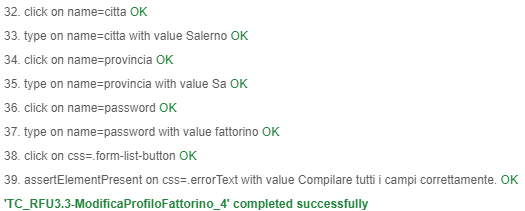 32. click on name=citta OK
33. type on name=citta with value Salerno OK
34. click on name=provincia OK
35. type on name=provincia with value Sa OK
36. click on name=password OK
37. type on name=password with value fattorino OK
38. click on css=.form-list-button OK
39. assertElementPresent on css=.errorText with value Compilare tutti i campi correttamente. OK
'TC_RFU3.3-ModificaProfiloFattorino_4' completed successfully